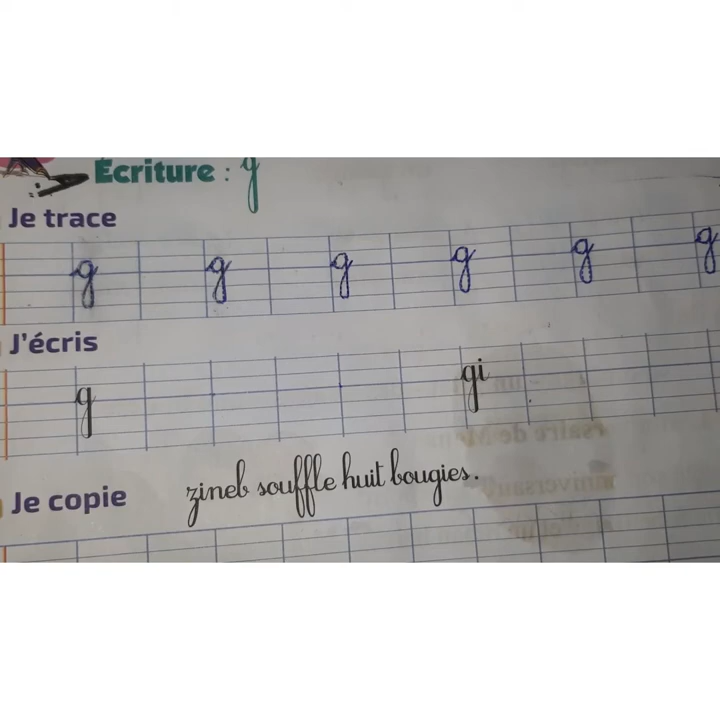 Écriture : g
Je trace
g g g g g g
J'écris
g gi
Je copie zineb souffle huit bougies.